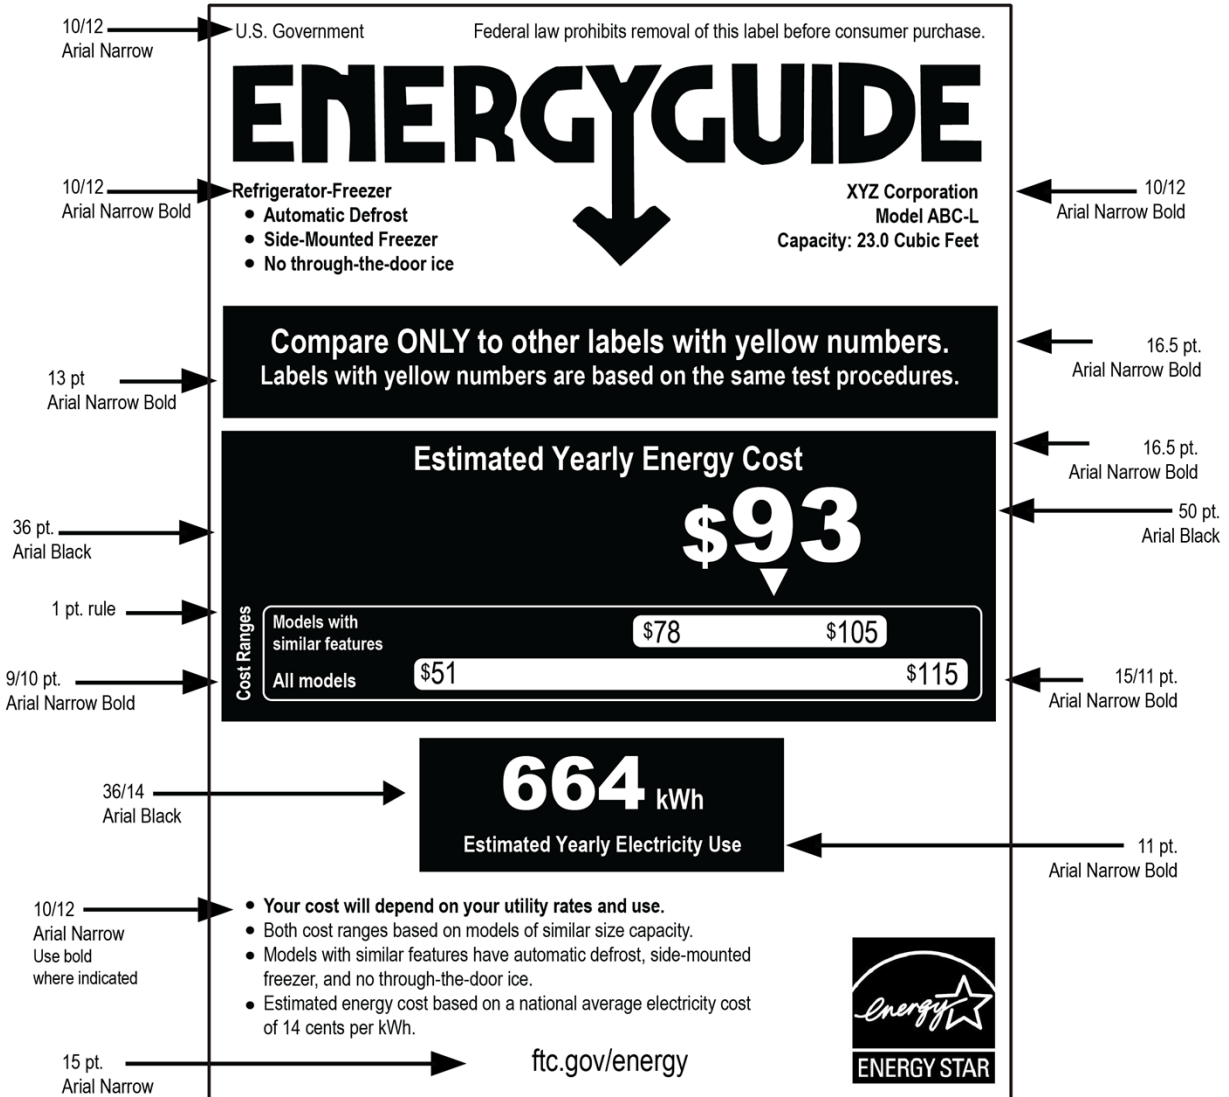 10/12
Arial Narrow
U.S. Government
Federal law prohibits removal of this label before consumer purchase.
ENERGYGUIDE
10/12
Arial Narrow Bold
Refrigerator-Freezer
• Automatic Defrost
• Side-Mounted Freezer
• No through-the-door ice
XYZ Corporation
Model ABC-L
Capacity: 23.0 Cubic Feet
10/12
Arial Narrow Bold
Compare ONLY to other labels with yellow numbers.
Labels with yellow numbers are based on the same test procedures.
16.5 pt.
Arial Narrow Bold
13 pt
Arial Narrow Bold
Estimated Yearly Energy Cost
16.5 pt.
Arial Narrow Bold
$93
50 pt.
Arial Black
36 pt.
Arial Black
1 pt. rule
Cost Ranges
Models with
similar features
$78 $105
All models
$51 $115
9/10 pt.
Arial Narrow Bold
15/11 pt.
Arial Narrow Bold
664 kWh
Estimated Yearly Electricity Use
36/14
Arial Black
11 pt.
Arial Narrow Bold
10/12
Arial Narrow
Use bold
where indicated
• Your cost will depend on your utility rates and use.
• Both cost ranges based on models of similar size capacity.
• Models with similar features have automatic defrost, side-mounted
freezer, and no through-the-door ice.
• Estimated energy cost based on a national average electricity cost
of 14 cents per kWh.
energy
ENERGY STAR
ftc.gov/energy
15 pt.
Arial Narrow